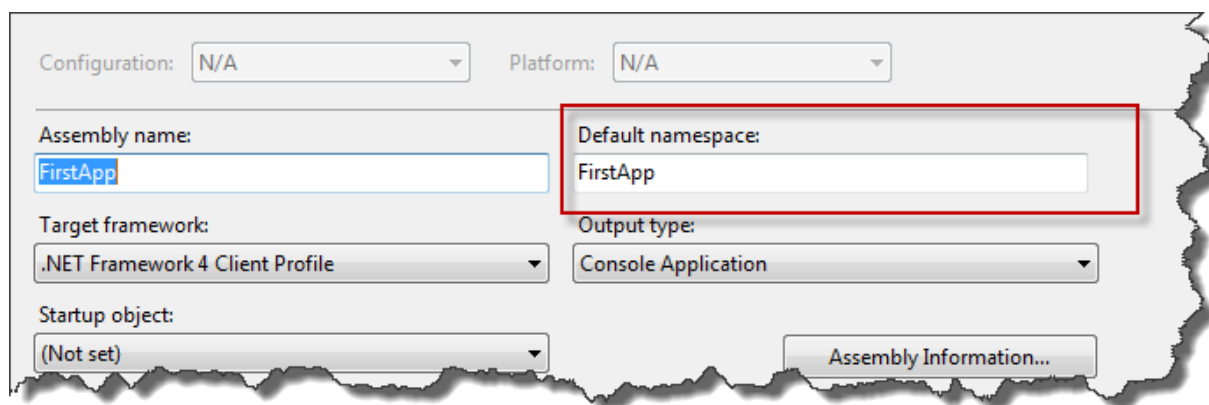 Configuration: N/A Platform: N/A
Assembly name: Default namespace:
FirstApp FirstApp
Target framework: Output type:
.NET Framework 4 Client Profile Console Application
Startup object:
(Not set) Assembly Information...